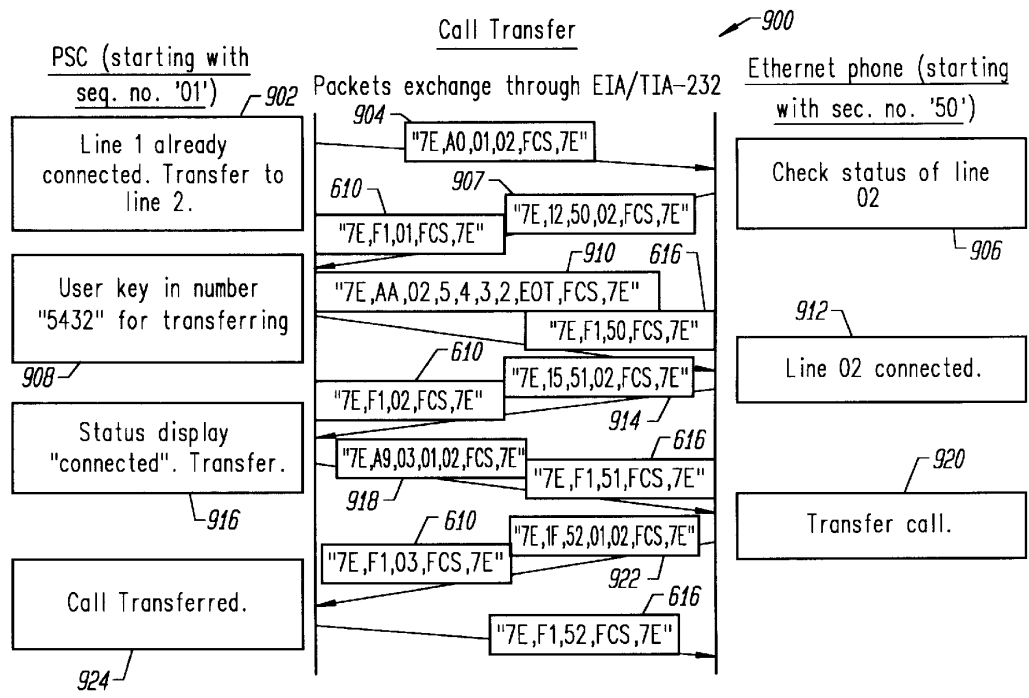 Call Transfer
900
PSC (starting with
seq. no. '01')
902
Packets exchange through EIA/TIA-232
Ethernet phone (starting
with sec. no. '50')
904
"7E,A0,01,02,FCS,7E"
Line 1 already
connected. Transfer to
line 2.
Check status of line
02
906
907
"7E,12,50,02,FCS,7E"
610
"7E,F1,01,FCS,7E"
User key in number
"5432" for transferring
908
910
"7E,AA,02,5,4,3,2,EOT,FCS,7E"
616
"7E,F1,50,FCS,7E"
912
Line 02 connected.
610
"7E,15,51,02,FCS,7E"
914
"7E,F1,02,FCS,7E"
Status display
"connected". Transfer.
916
"7E,A9,03,01,02,FCS,7E"
918
616
"7E,F1,51,FCS,7E"
920
Transfer call.
610
"7E,1F,52,01,02,FCS,7E"
922
"7E,F1,03,FCS,7E"
Call Transferred.
924
616
"7E,F1,52,FCS,7E"